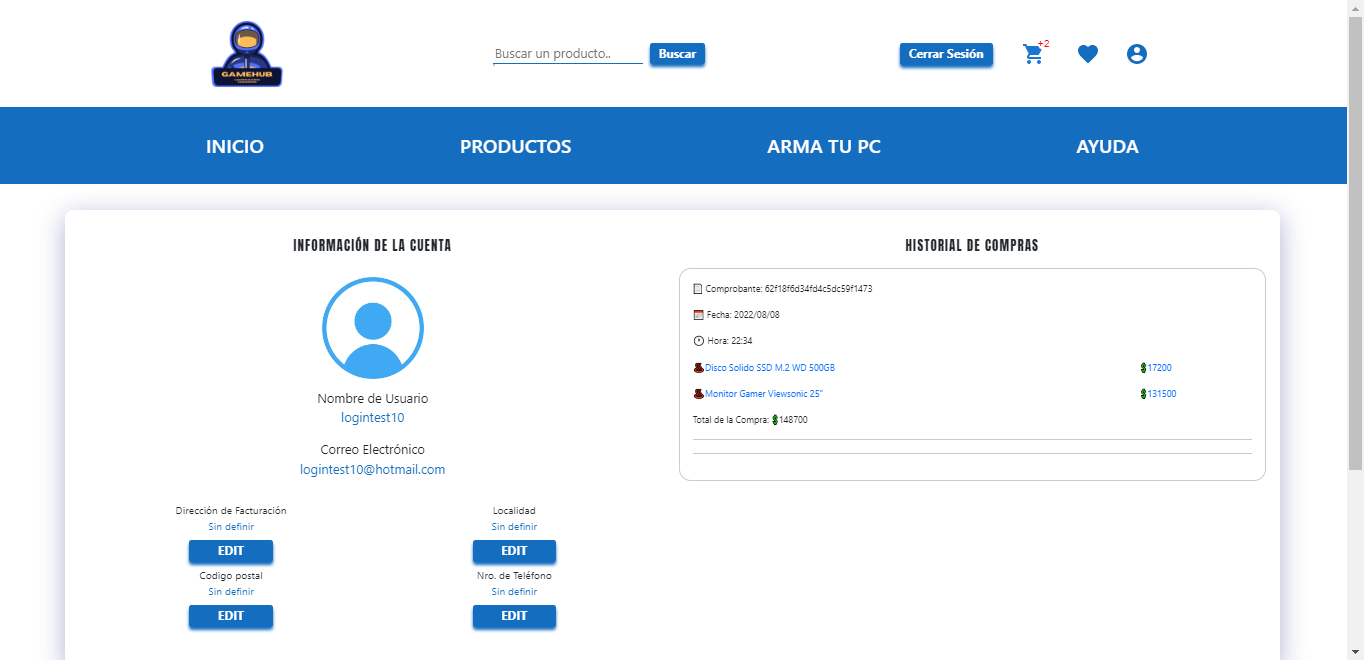 GAMEHUB
Buscar un producto..
Buscar
Cerrar Sesión
+2
INICIO
PRODUCTOS
ARMA TU PC
AYUDA
INFORMACIÓN DE LA CUENTA
Nombre de Usuario
logintest10
Correo Electrónico
logintest10@hotmail.com
Dirección de Facturación
Sin definir
EDIT
Localidad
Sin definir
EDIT
Codigo postal
Sin definir
EDIT
Nro. de Teléfono
Sin definir
EDIT
HISTORIAL DE COMPRAS
Comprobante: 62f18f6d34fd4c5dc59f1473
Fecha: 2022/08/08
Hora: 22:34
Disco Solido SSD M.2 WD 500GB 💲17200
Monitor Gamer Viewsonic 25" 💲131500
Total de la Compra: 💲148700